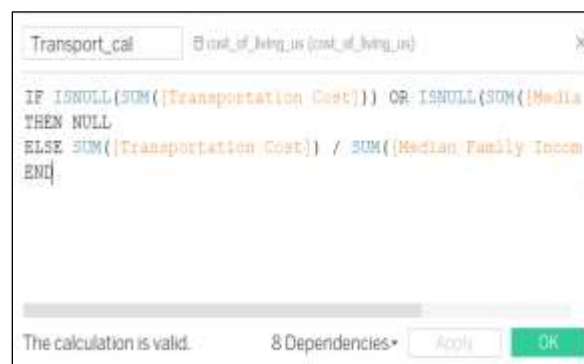 Transport_cal cost_of_living_us (cost_of_living_us) ×
IF ISNULL(SUM([Transportation Cost])) OR ISNULL(SUM([Media
THEN NULL
ELSE SUM([Transportation Cost]) / SUM([Median Family Incom
END
The calculation is valid. 8 Dependencies Apply OK